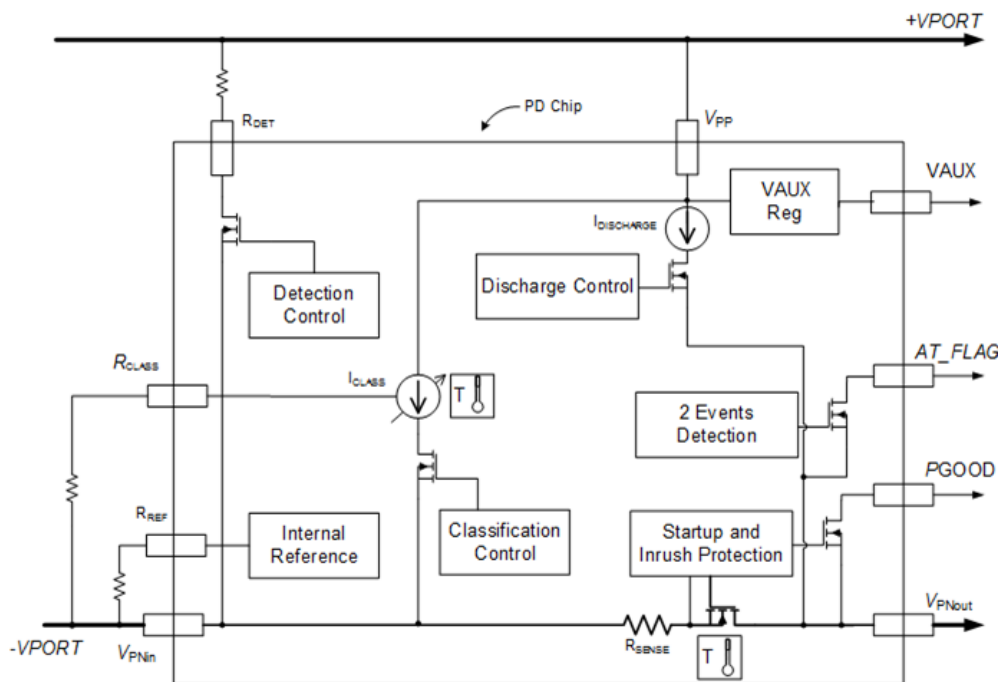 +VPORT
PD Chip
RDET
VPP
VAUX
VAUX
Reg
IDISCHARGE
Discharge Control
Detection
Control
RCLASS
ICLASS
T
AT_FLAG
2 Events
Detection
PGOOD
RREF
Internal
Reference
Classification
Control
Startup and
Inrush Protection
-VPORT
VPNin
RSENSE
T
VPNout